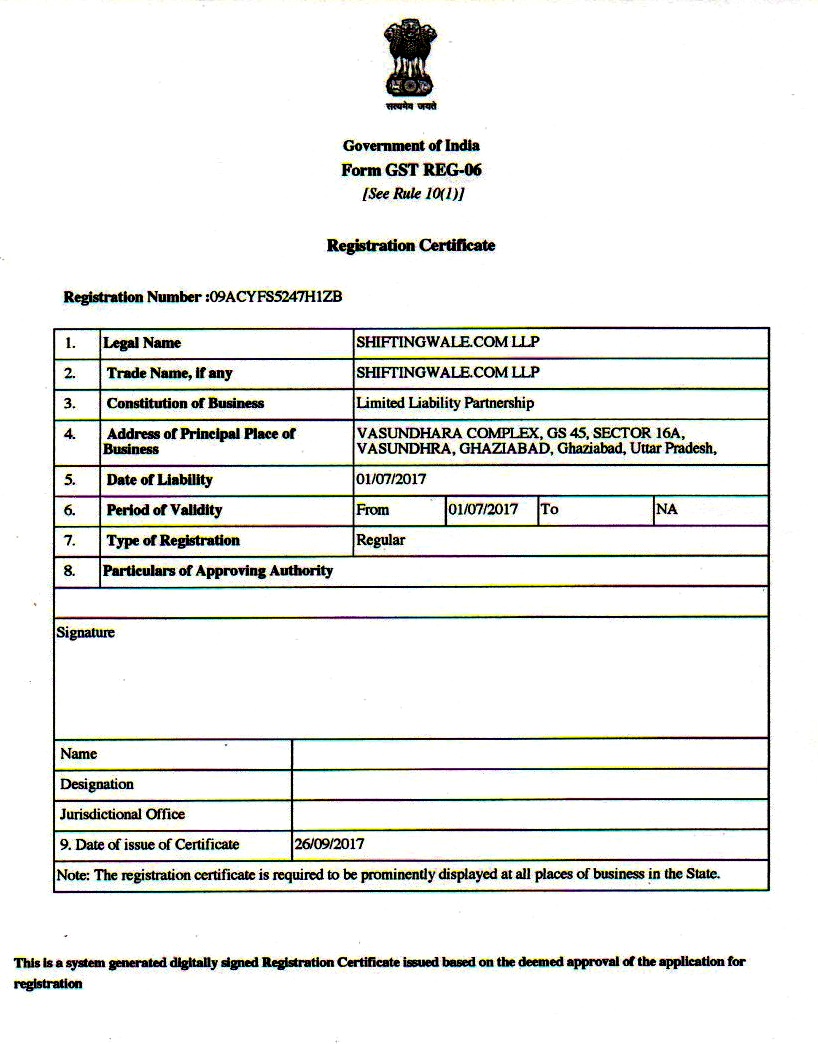 सत्यमेव जयते
Government of India
Form GST REG-06
[See Rule 10(1)]
Registration Certificate
Registration Number :09ACYFS5247H1ZB
1. Legal Name SHIFTINGWALE.COM LLP
2. Trade Name, if any SHIFTINGWALE.COM LLP
3. Constitution of Business Limited Liability Partnership
4. Address of Principal Place of Business VASUNDHARA COMPLEX, GS 45, SECTOR 16A,
VASUNDHRA, GHAZIABAD, Ghaziabad, Uttar Pradesh,
5. Date of Liability 01/07/2017
6. Period of Validity From 01/07/2017 To NA
7. Type of Registration Regular
8. Particulars of Approving Authority
Signature
Name
Designation
Jurisdictional Office
9. Date of issue of Certificate 26/09/2017
Note: The registration certificate is required to be prominently displayed at all places of business in the State.
This is a system generated digitally signed Registration Certificate issued based on the deemed approval of the application for
registration